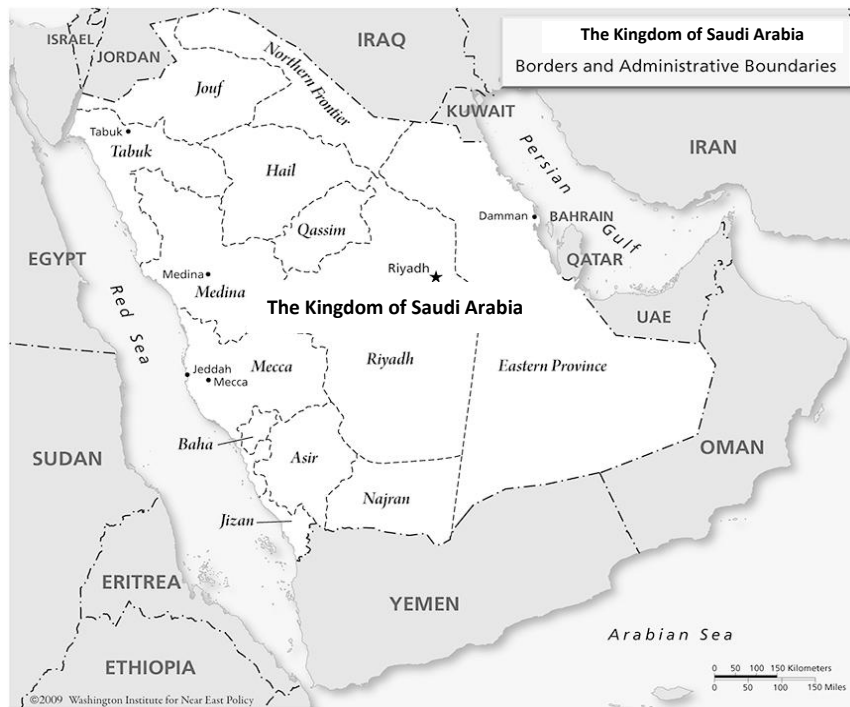 The Kingdom of Saudi Arabia
Borders and Administrative Boundaries
ISRAEL
JORDAN
IRAQ
Northern Frontier
Jouf
KUWAIT
Tabuk
Tabuk
IRAN
Hail
Persian Gulf
Qassim
Damman
BAHRAIN
EGYPT
Red Sea
Medina
Medina
Riyadh
QATAR
The Kingdom of Saudi Arabia
UAE
Jeddah
Mecca
Mecca
Riyadh
Eastern Province
Baha
Asir
SUDAN
OMAN
Najran
Jizan
ERITREA
YEMEN
Arabian Sea
ETHIOPIA
0 50 100 150 Kilometers
0 50 100 150 Miles
©2009 Washington Institute for Near East Policy